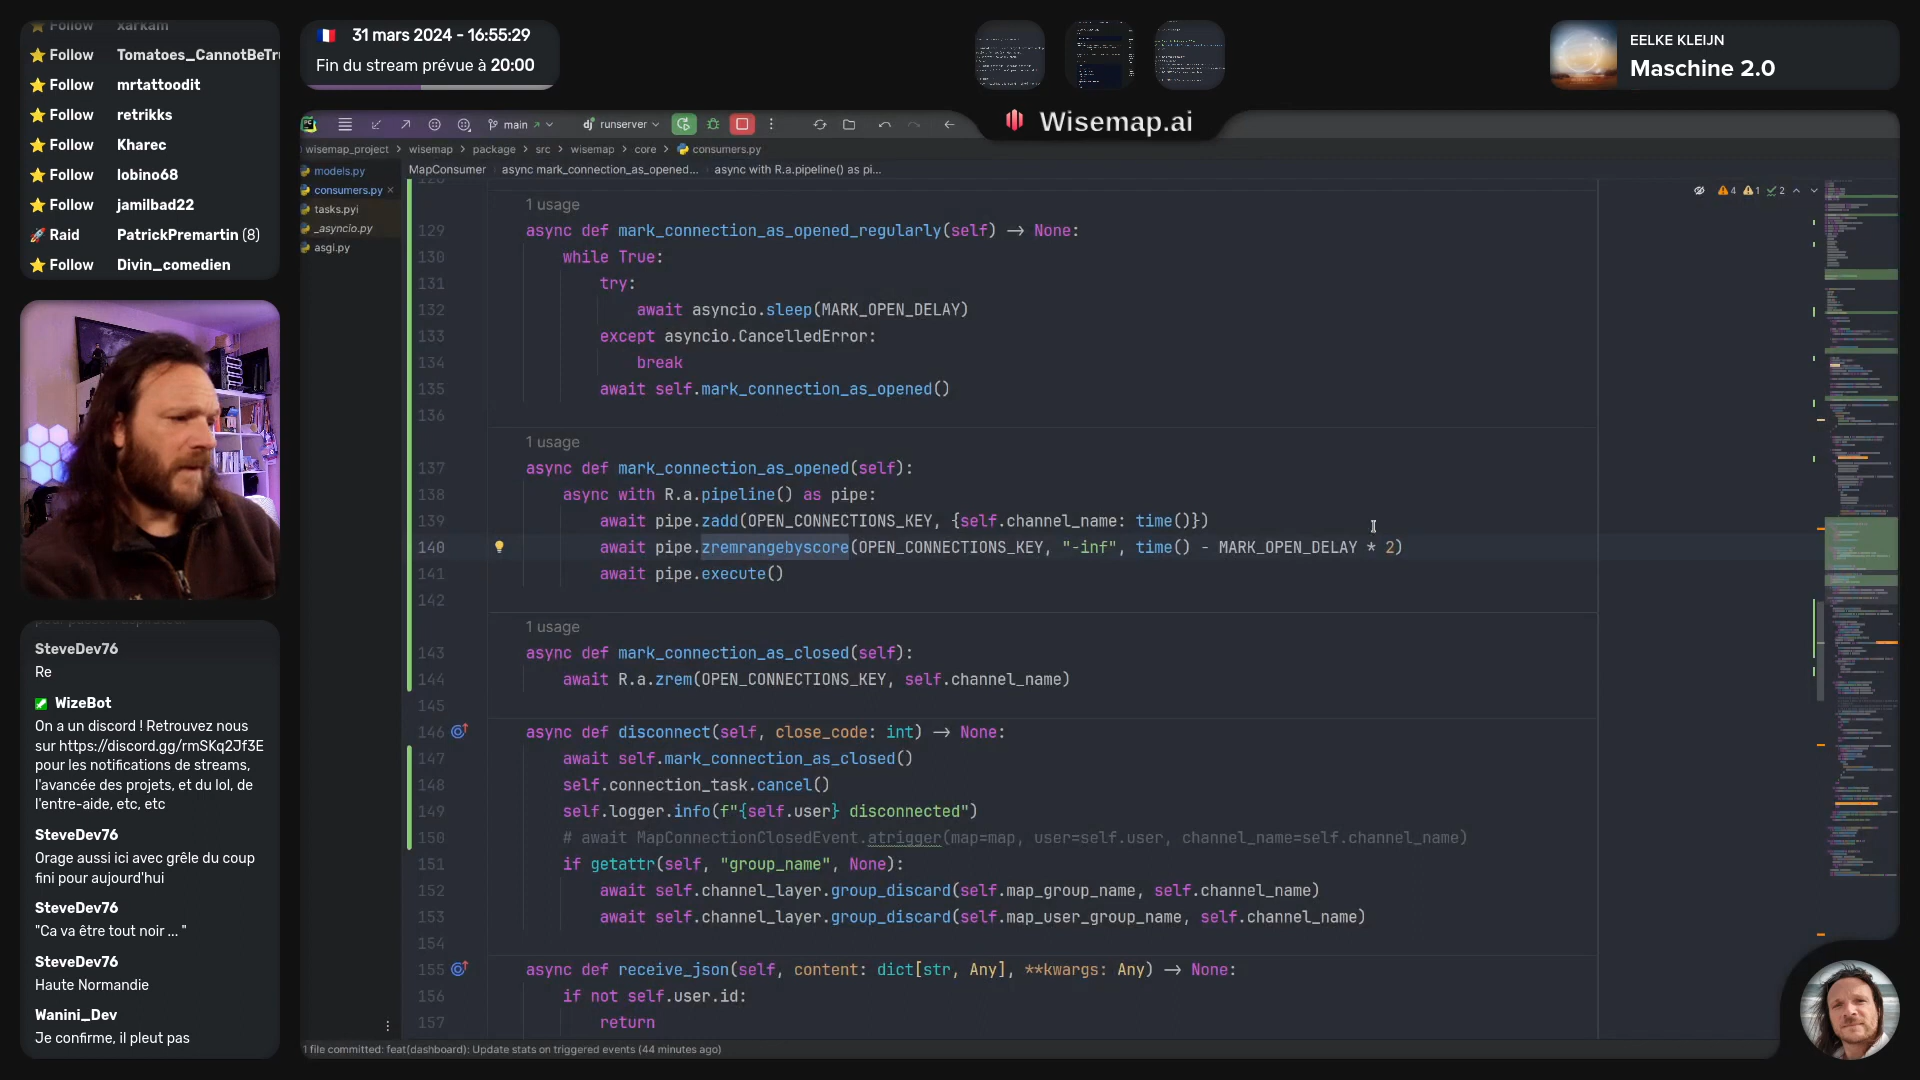 ⭐ Follow xarkam
⭐ Follow Tomatoes_CannotBeTr
⭐ Follow mrtattoodit
⭐ Follow retrikks
⭐ Follow Kharec
⭐ Follow lobino68
⭐ Follow jamilbad22
🚀 Raid PatrickPremartin (8)
⭐ Follow Divin_comedien
31 mars 2024 - 16:55:29
Fin du stream prévue à 20:00
EELKE KLEIJN
Maschine 2.0
Wisemap.ai
main
runserver
wisemap_project > wisemap > package > src > wisemap > core > consumers.py
models.py
consumers.py ×
tasks.pyi
_asyncio.py
asgi.py
MapConsumer async mark_connection_as_opened... async with R.a.pipeline() as pi...
4 1 2
1 usage
129 async def mark_connection_as_opened_regularly(self) -> None:
130 while True:
131 try:
132 await asyncio.sleep(MARK_OPEN_DELAY)
133 except asyncio.CancelledError:
134 break
135 await self.mark_connection_as_opened()
136
1 usage
137 async def mark_connection_as_opened(self):
138 async with R.a.pipeline() as pipe:
139 await pipe.zadd(OPEN_CONNECTIONS_KEY, {self.channel_name: time()})
140 await pipe.zremrangebyscore(OPEN_CONNECTIONS_KEY, "-inf", time() - MARK_OPEN_DELAY * 2)
141 await pipe.execute()
142
1 usage
143 async def mark_connection_as_closed(self):
144 await R.a.zrem(OPEN_CONNECTIONS_KEY, self.channel_name)
145
146 async def disconnect(self, close_code: int) -> None:
147 await self.mark_connection_as_closed()
148 self.connection_task.cancel()
149 self.logger.info(f"{self.user} disconnected")
150 # await MapConnectionClosedEvent.atrigger(map=map, user=self.user, channel_name=self.channel_name)
151 if getattr(self, "group_name", None):
152 await self.channel_layer.group_discard(self.map_group_name, self.channel_name)
153 await self.channel_layer.group_discard(self.map_user_group_name, self.channel_name)
154
155 async def receive_json(self, content: dict[str, Any], **kwargs: Any) -> None:
156 if not self.user.id:
157 return
1 file committed: feat(dashboard): Update stats on triggered events (44 minutes ago)
SteveDev76
Re
WizeBot
On a un discord ! Retrouvez nous
sur https://discord.gg/rmSKq2Jf3E
pour les notifications de streams,
l'avancée des projets, et du lol, de
l'entre-aide, etc, etc
SteveDev76
Orage aussi ici avec grêle du coup
fini pour aujourd'hui
SteveDev76
"Ca va être tout noir ... "
SteveDev76
Haute Normandie
Wanini_Dev
Je confirme, il pleut pas